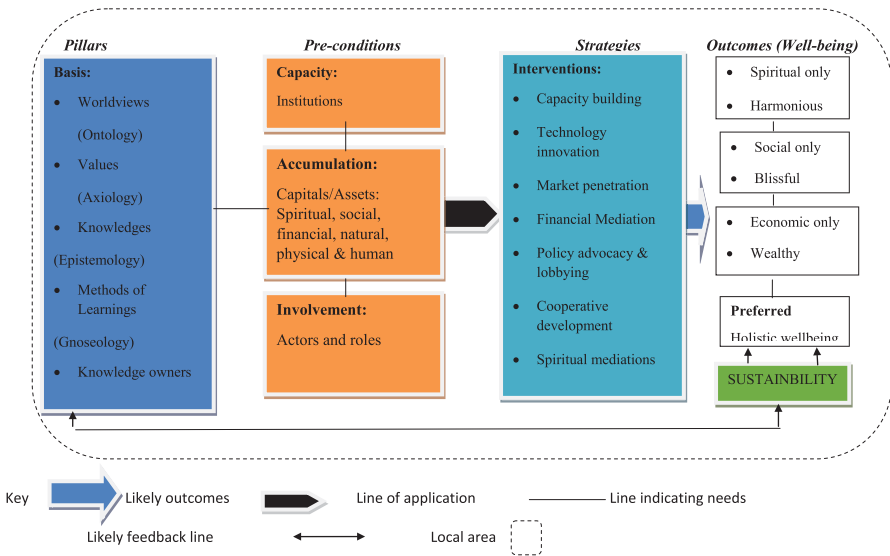 Pillars
Pre-conditions
Strategies
Outcomes (Well-being)
Basis:
• Worldviews
(Ontology)
• Values
(Axiology)
• Knowledges
(Epistemology)
• Methods of
Learnings
(Gnoseology)
• Knowledge owners
Capacity:
Institutions
Accumulation:
Capitals/Assets:
Spiritual, social,
financial, natural,
physical & human
Involvement:
Actors and roles
Interventions:
• Capacity building
• Technology
innovation
• Market penetration
• Financial Mediation
• Policy advocacy &
lobbying
• Cooperative
development
• Spiritual mediations
• Spiritual only
• Harmonious
• Social only
• Blissful
• Economic only
• Wealthy
Preferred
Holistic wellbeing
SUSTAINBILITY
Key
Likely outcomes
Line of application
Line indicating needs
Likely feedback line
Local area